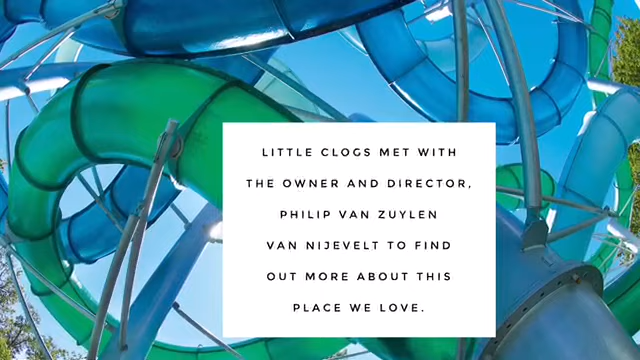 LITTLE CLOGS MET WITH
THE OWNER AND DIRECTOR,
PHILIP VAN ZUYLEN
VAN NIJEVELT TO FIND
OUT MORE ABOUT THIS
PLACE WE LOVE.